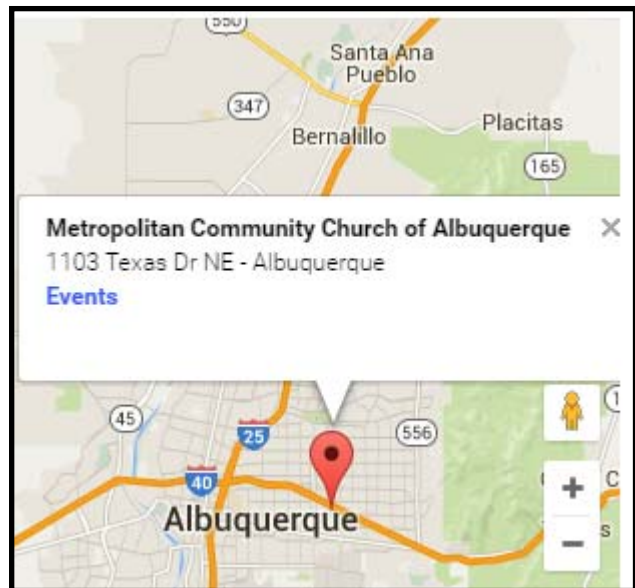 550
Santa Ana
Pueblo
347
Bernalillo
Placitas
165
Metropolitan Community Church of Albuquerque
1103 Texas Dr NE - Albuquerque
Events
45
25
556
40
Albuquerque